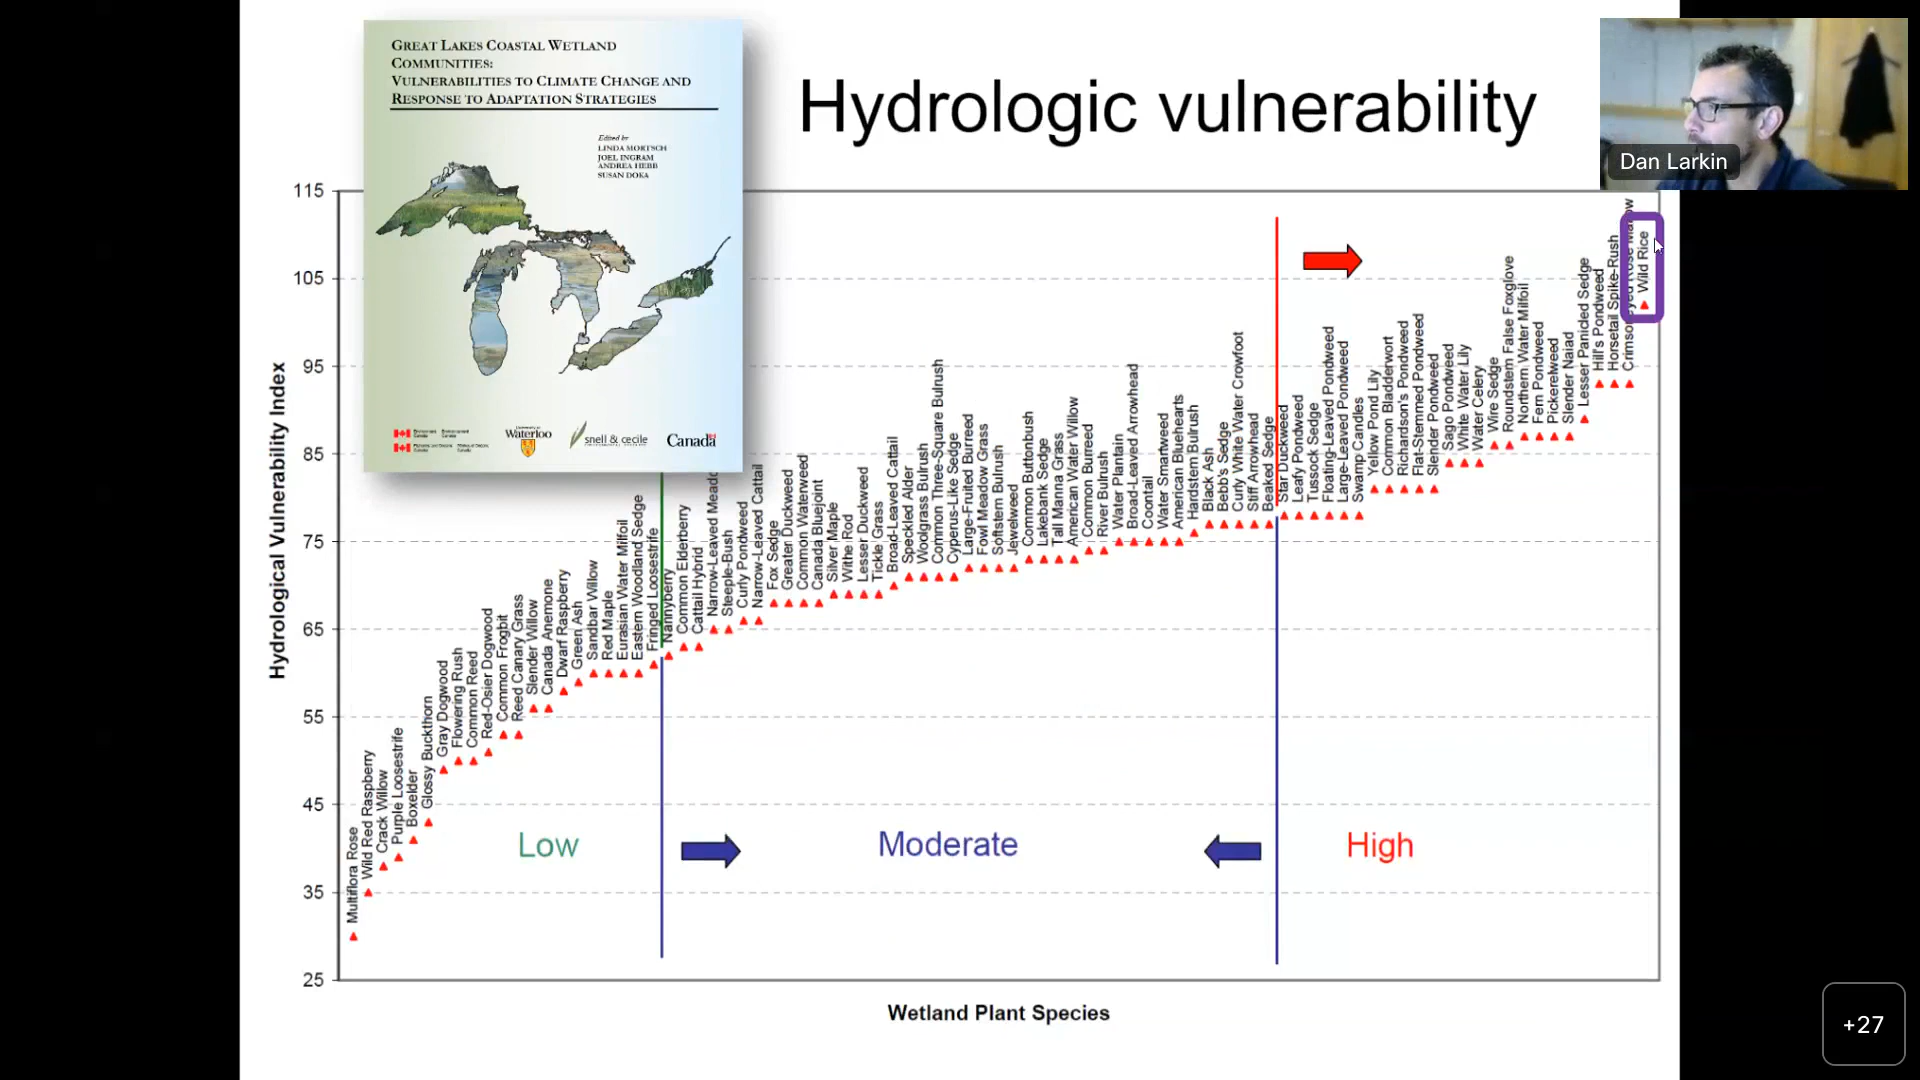 GREAT LAKES COASTAL WETLAND
COMMUNITIES:
VULNERABILITIES TO CLIMATE CHANGE AND
RESPONSE TO ADAPTATION STRATEGIES
Edited by
LINDA MORTSCH
JOEL INGRAM
ANDREA HEBB
SUSAN DOKA
Waterloo
snell & cecile
Canada
Hydrologic vulnerability
Dan Larkin
115
105
95
85
75
65
55
45
35
25
Hydrological Vulnerability Index
Multiflora Rose
Wild Red Raspberry
Crack Willow
Purple Loosestrife
Boxelder
Glossy Buckthorn
Gray Dogwood
Flowering Rush
Common Reed
Red-Osier Dogwood
Common Frogbit
Reed Canary Grass
Slender Willow
Canada Anemone
Dwarf Raspberry
Green Ash
Sandbar Willow
Red Maple
Eurasian Water Milfoil
Eastern Woodland Sedge
Fringed Loosestrife
Nannyberry
Common Elderberry
Cattail Hybrid
Narrow-Leaved
Steeple-Bush
Curly Pondweed
Narrow-Leaved Cattail
Fox Sedge
Greater Duckweed
Common Waterweed
Canada Bluejoint
Silver Maple
Withe Rod
Lesser Duckweed
Tickle Grass
Broad-Leaved Cattail
Speckled Alder
Woolgrass Bulrush
Common Three-Square Bulrush
Cyperus-Like Sedge
Large-Fruited Burreed
Fowl Meadow Grass
Softstem Bulrush
Jewelweed
Common Buttonbush
Lakebank Sedge
Tall Manna Grass
American Water Willow
Common Burreed
River Bulrush
Water Plantain
Broad-Leaved Arrowhead
Coontail
Water Smartweed
American Bluehearts
Hardstem Bulrush
Black Ash
Bebb's Sedge
Curly White Water Crowfoot
Stiff Arrowhead
Beaked Sedge
Star Duckweed
Leafy Pondweed
Tussock Sedge
Floating-Leaved Pondweed
Large-Leaved Pondweed
Swamp Candles
Yellow Pond Lily
Common Bladderwort
Richardson's Pondweed
Flat-Stemmed Pondweed
Slender Pondweed
Sago Pondweed
White Water Lily
Water Celery
Wire Sedge
Roundstem False Foxglove
Northern Water Milfoil
Fern Pondweed
Pickerelweed
Slender Naiad
Lesser Panicled Sedge
Hill's Pondweed
Horsetail Spike-Rush
Wild Rice
Low
Moderate
High
Wetland Plant Species
+27